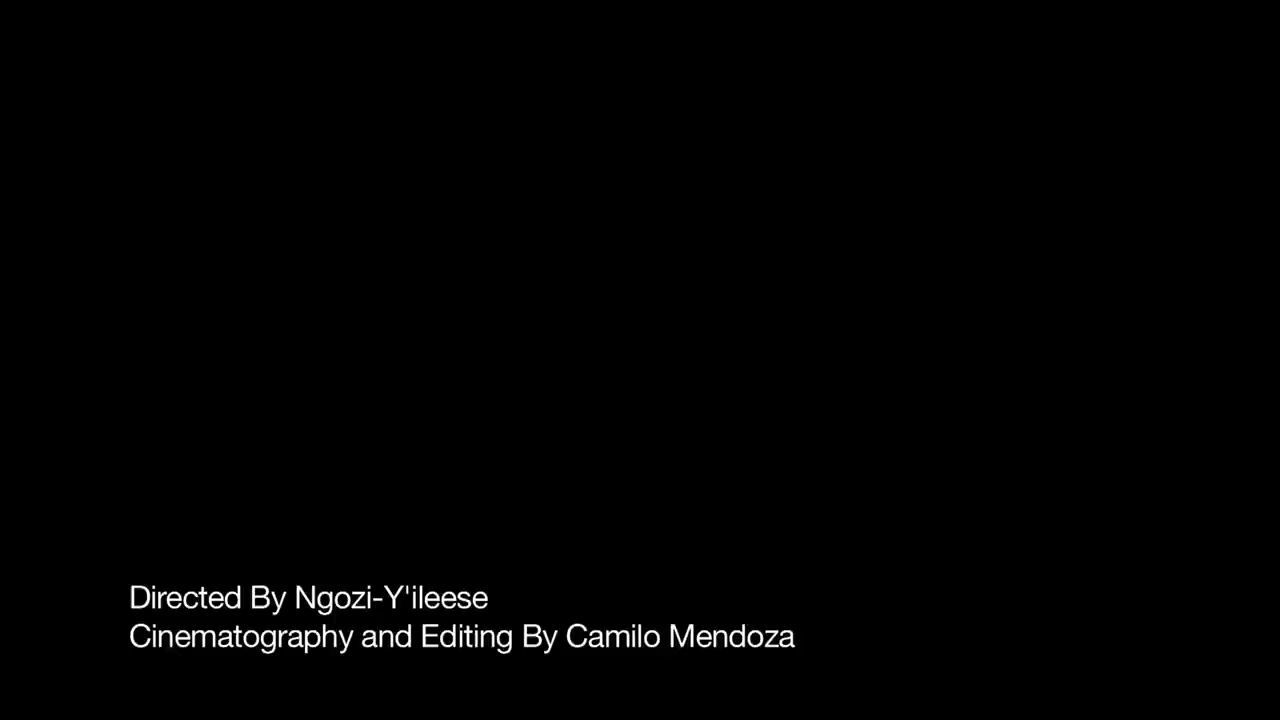 Directed By Ngozi-Y'ileese
Cinematography and Editing By Camilo Mendoza